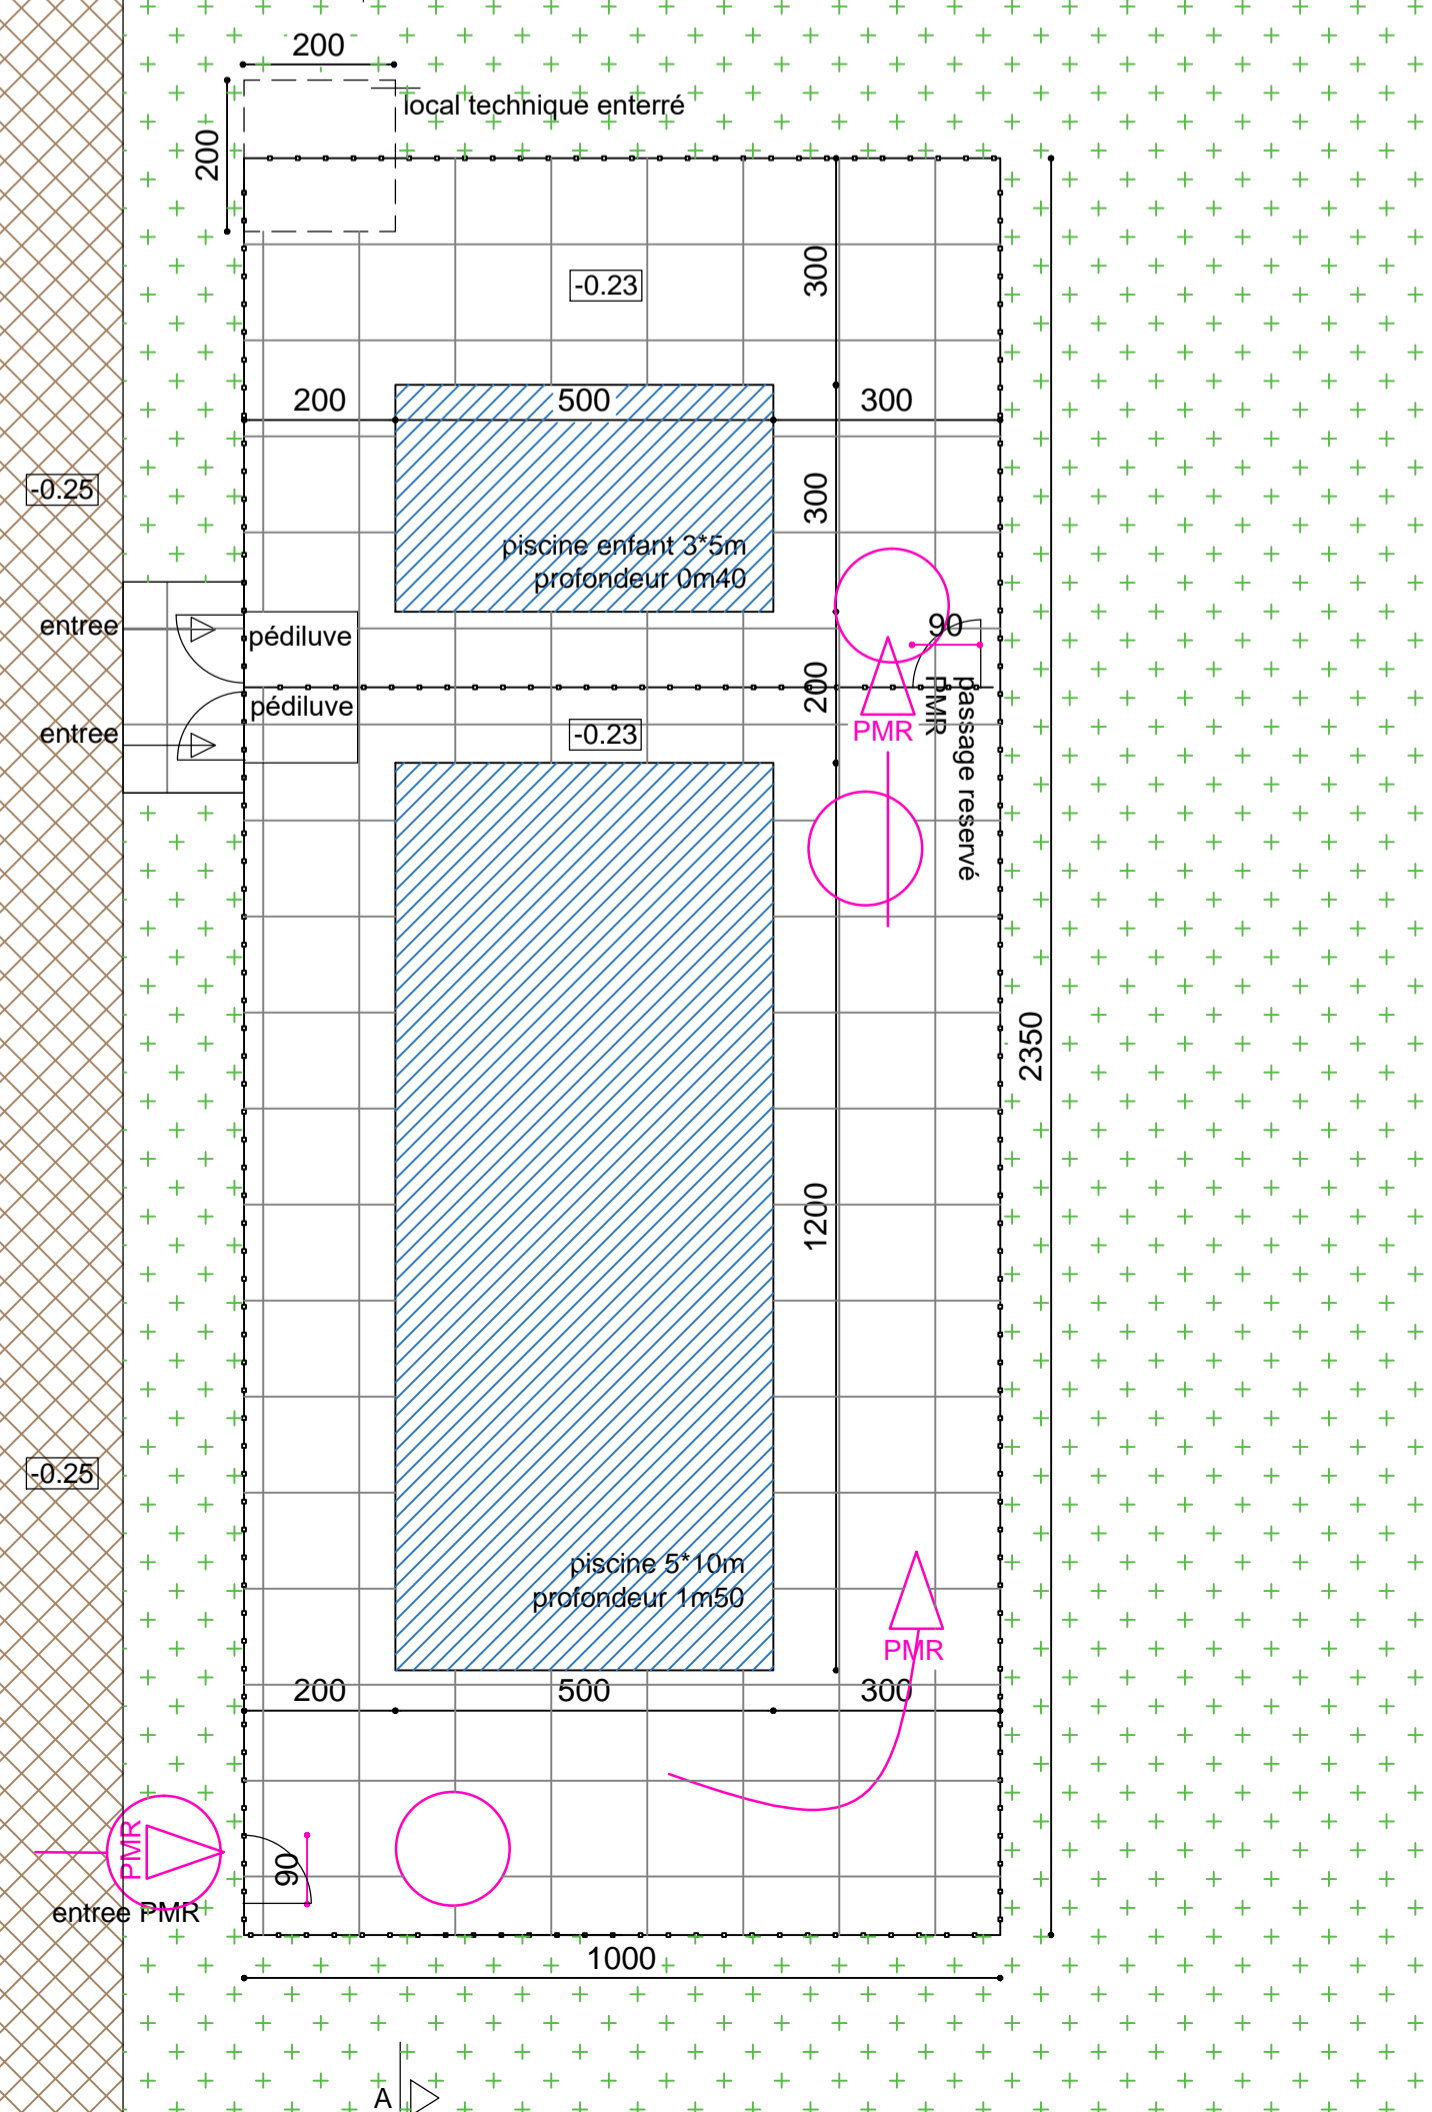 200
local technique enterré
200
300
-0.23
200
500
300
-0.25
300
piscine enfant 3*5m
profondeur 0m40
entree
pédiluve
90
200
passage reservé
PMR
PMR
pédiluve
entree
-0.23
2350
1200
-0.25
piscine 5*10m
profondeur 1m50
PMR
200
500
300
PMR
90
entree PMR
1000
A